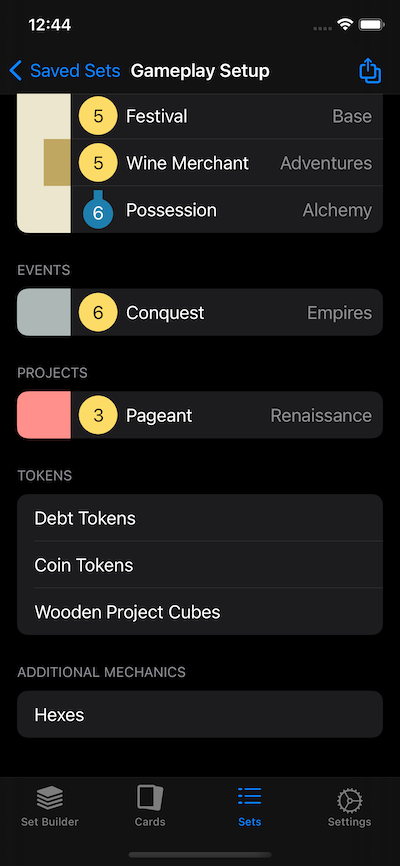 12:44
Saved Sets Gameplay Setup
5 Festival Base
5 Wine Merchant Adventures
6 Possession Alchemy
EVENTS
6 Conquest Empires
PROJECTS
3 Pageant Renaissance
TOKENS
Debt Tokens
Coin Tokens
Wooden Project Cubes
ADDITIONAL MECHANICS
Hexes
Set Builder Cards Sets Settings